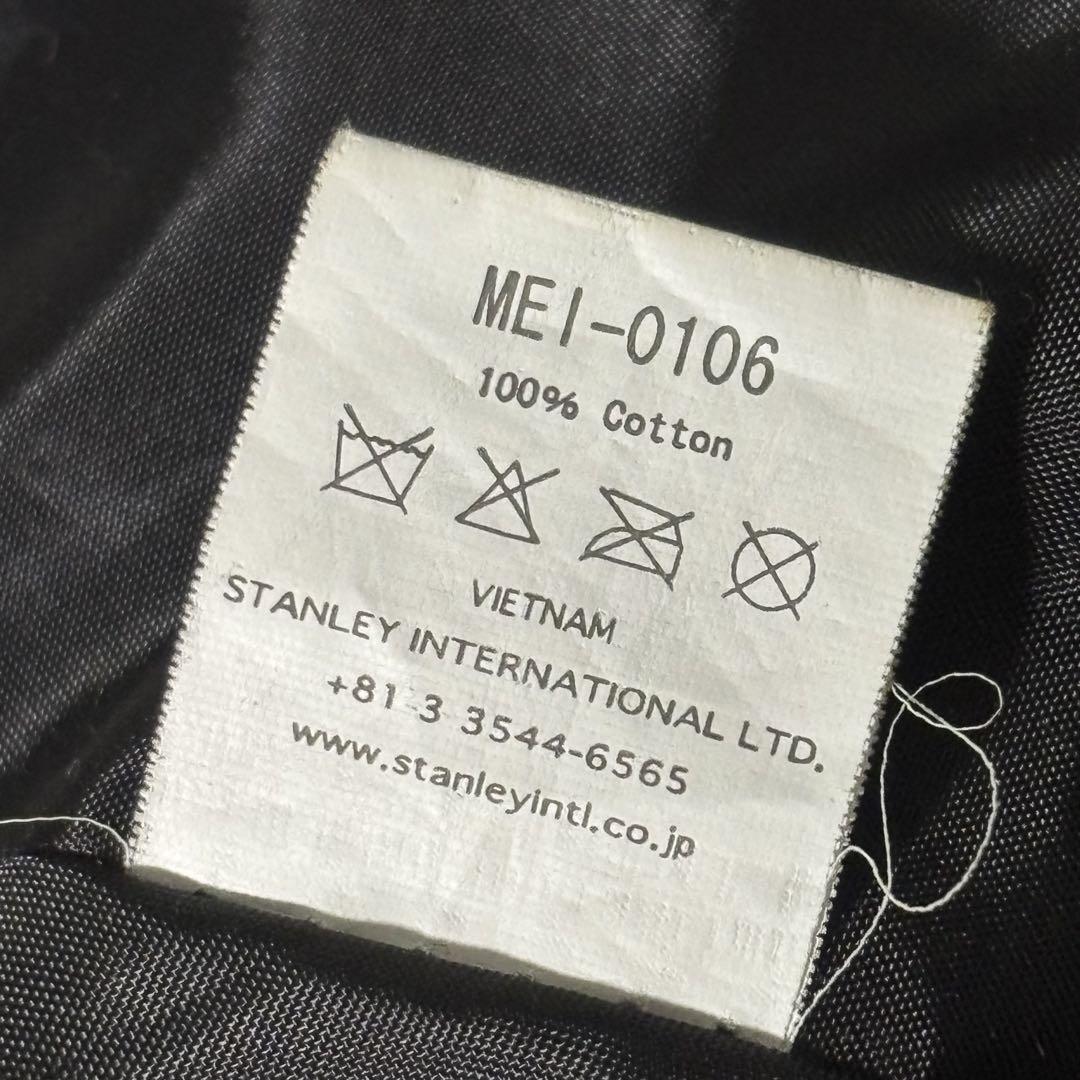 MEI-0106
100% Cotton
VIETNAM
STANLEY INTERNATIONAL LTD.
+81-3 3544-6565
www.stanleyintl.co.jp